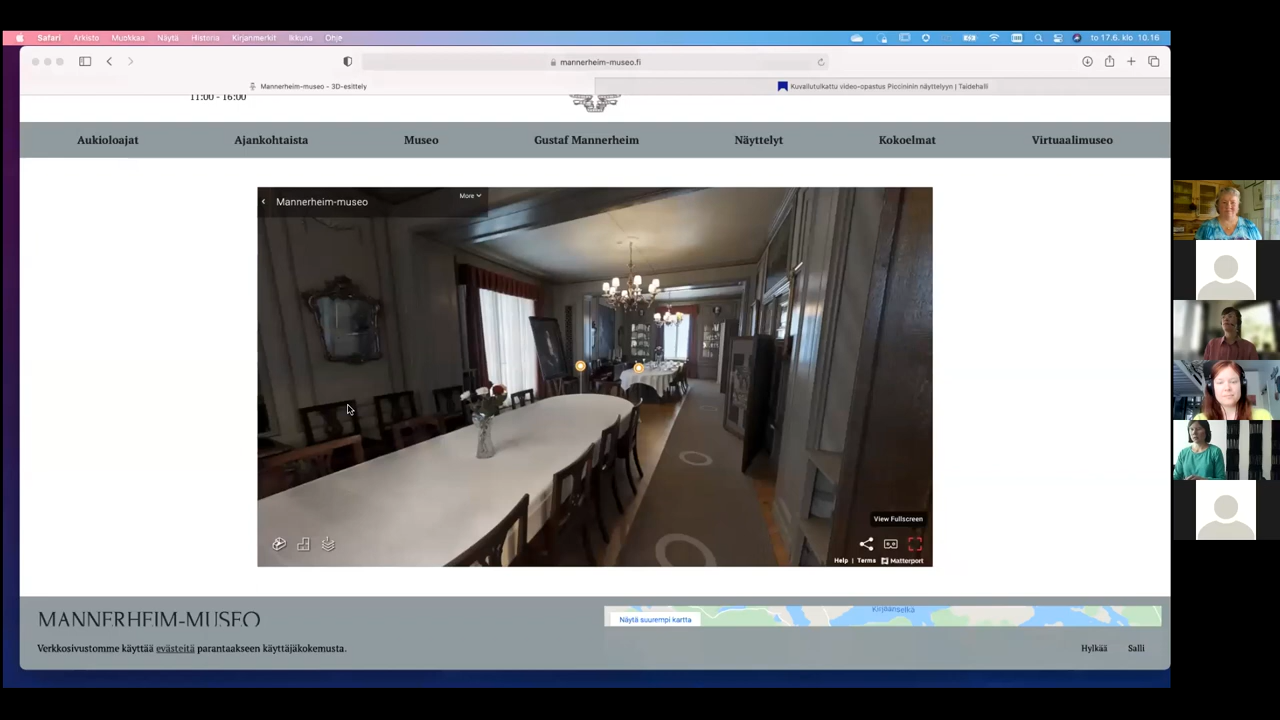 Safari Arkisto Muokkaa Näytä Historia Kirjanmerkit Ikkuna Ohje
to 17.6. klo 10.16
mannerheim-museo.fi
Mannerheim-museo - 3D-esittely
Kuvailutulkattu video-opastus Piccininin näyttelyyn | Taidehalli
11:00 - 16:00
Aukioloajat Ajankohtaista Museo Gustaf Mannerheim Näyttelyt Kokoelmat Virtuaalimuseo
Mannerheim-museo
More
View Fullscreen
Help | Terms Matterport
MANNERHEIM-MUSEO
Näytä suurempi kartta
Kirjianselkä
Verkkosivustomme käyttää evästeitä parantaakseen käyttäjäkokemusta.
Hylkää Salli